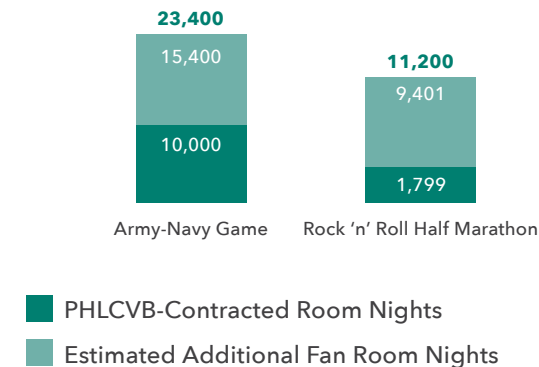 23,400
15,400
10,000
Army-Navy Game
11,200
9,401
1,799
Rock ‘n’ Roll Half Marathon
PHLCVB-Contracted Room Nights
Estimated Additional Fan Room Nights